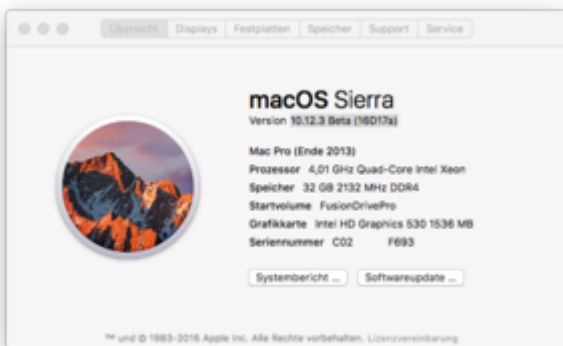 Übersicht Displays Festplatten Speicher Support Service
macOS Sierra
Version 10.12.3 Beta (16D17a)
Mac Pro (Ende 2013)
Prozessor 4,01 GHz Quad-Core Intel Xeon
Speicher 32 GB 2132 MHz DDR4
Startvolume FusionDrivePro
Grafikkarte Intel HD Graphics 530 1536 MB
Seriennummer C02 F693
Systembericht ... Softwareupdate ...
™ und © 1983-2016 Apple Inc. Alle Rechte vorbehalten. Lizenzvereinbarung